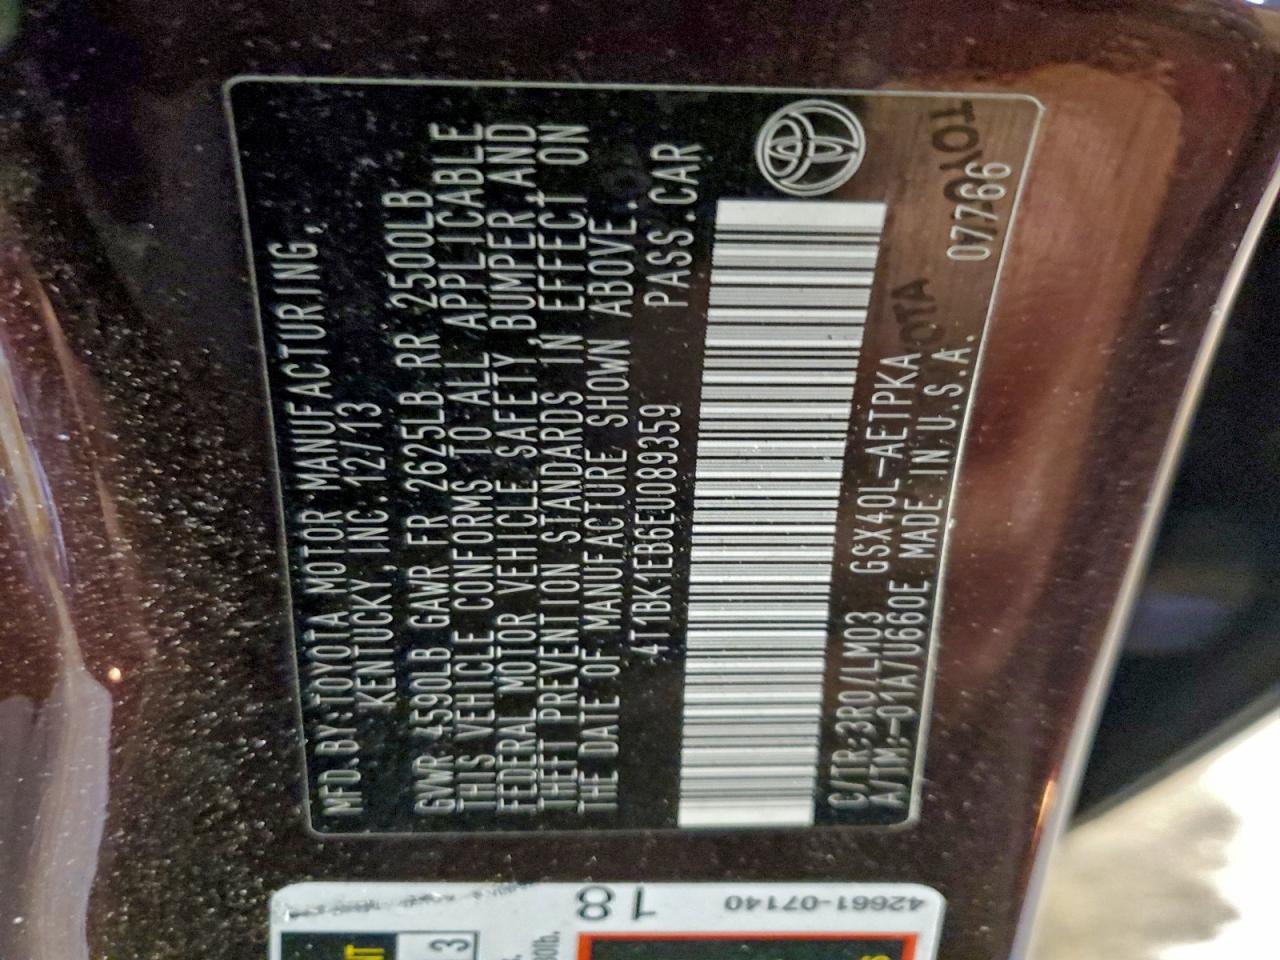 MFD.BY:TOYOTA MOTOR MANUFACTURING,
KENTUCKY, INC. 12/13
GVWR 4590LB GAWR FR 2625LB RR 2500LB
THIS VEHICLE CONFORMS TO ALL APPLICABLE
FEDERAL MOTOR VEHICLE SAFETY,BUMPER,AND
THEFT PREVENTION STANDARDS IN EFFECT ON
THE DATE OF MANUFACTURE SHOWN ABOVE.
4T1BK1EB6EU089359 PASS.CAR
C/TR:3R0/LM03 GSX40L-AETPKA
A/TM:-01A/U660E MADE IN U.S.A. 07766
TOYOTA
42661-07140
18
3